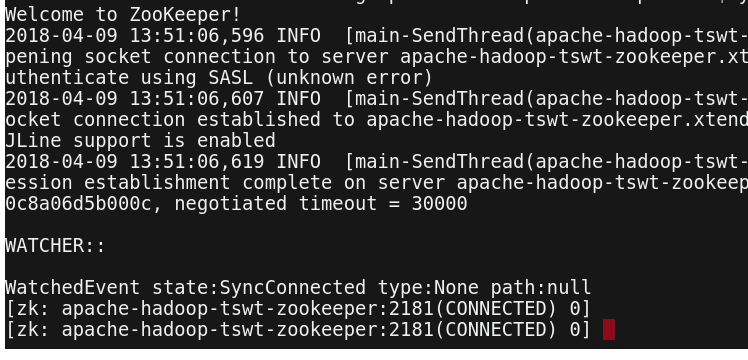 Welcome to ZooKeeper!
2018-04-09 13:51:06,596 INFO  [main-SendThread(apache-hadoop-tswt-
pening socket connection to server apache-hadoop-tswt-zookeeper.xt
uthenticate using SASL (unknown error)
2018-04-09 13:51:06,607 INFO  [main-SendThread(apache-hadoop-tswt-
ocket connection established to apache-hadoop-tswt-zookeeper.xtend
JLine support is enabled
2018-04-09 13:51:06,619 INFO  [main-SendThread(apache-hadoop-tswt-
ession establishment complete on server apache-hadoop-tswt-zookeep
0c8a06d5b000c, negotiated timeout = 30000
WATCHER::
WatchedEvent state:SyncConnected type:None path:null
[zk: apache-hadoop-tswt-zookeeper:2181(CONNECTED) 0]
[zk: apache-hadoop-tswt-zookeeper:2181(CONNECTED) 0]